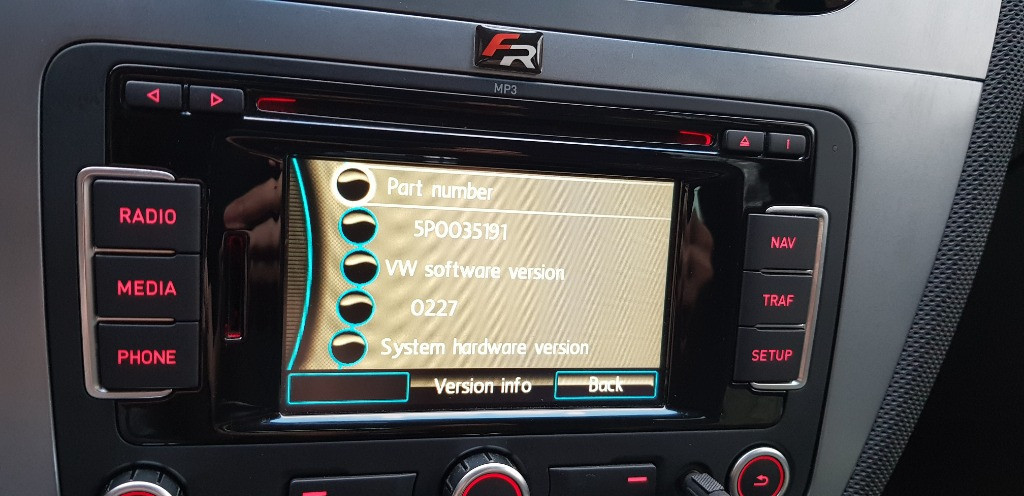 FR
MP3
RADIO
MEDIA
PHONE
Part number
5P0035191
VW software version
0227
System hardware version
Version info
Back
NAV
TRAF
SETUP